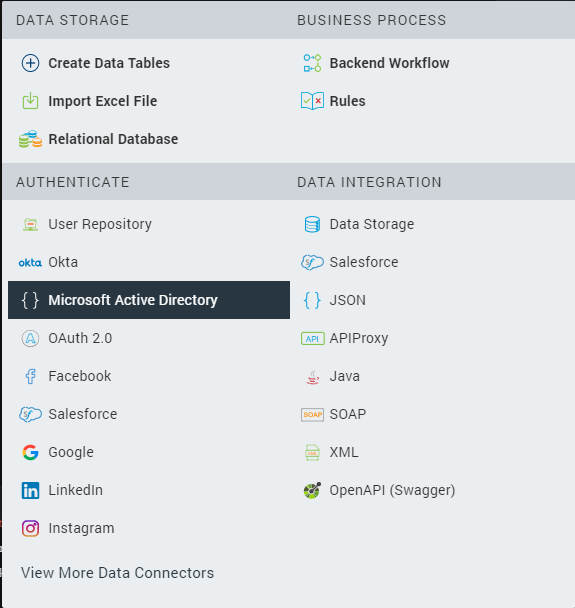 DATA STORAGE
Create Data Tables
Import Excel File
Relational Database
BUSINESS PROCESS
Backend Workflow
Rules
AUTHENTICATE
User Repository
okta Okta
{ } Microsoft Active Directory
OAuth 2.0
Facebook
Salesforce
Google
LinkedIn
Instagram
View More Data Connectors
DATA INTEGRATION
Data Storage
Salesforce
{ } JSON
API APIProxy
Java
SOAP SOAP
XML
OpenAPI (Swagger)